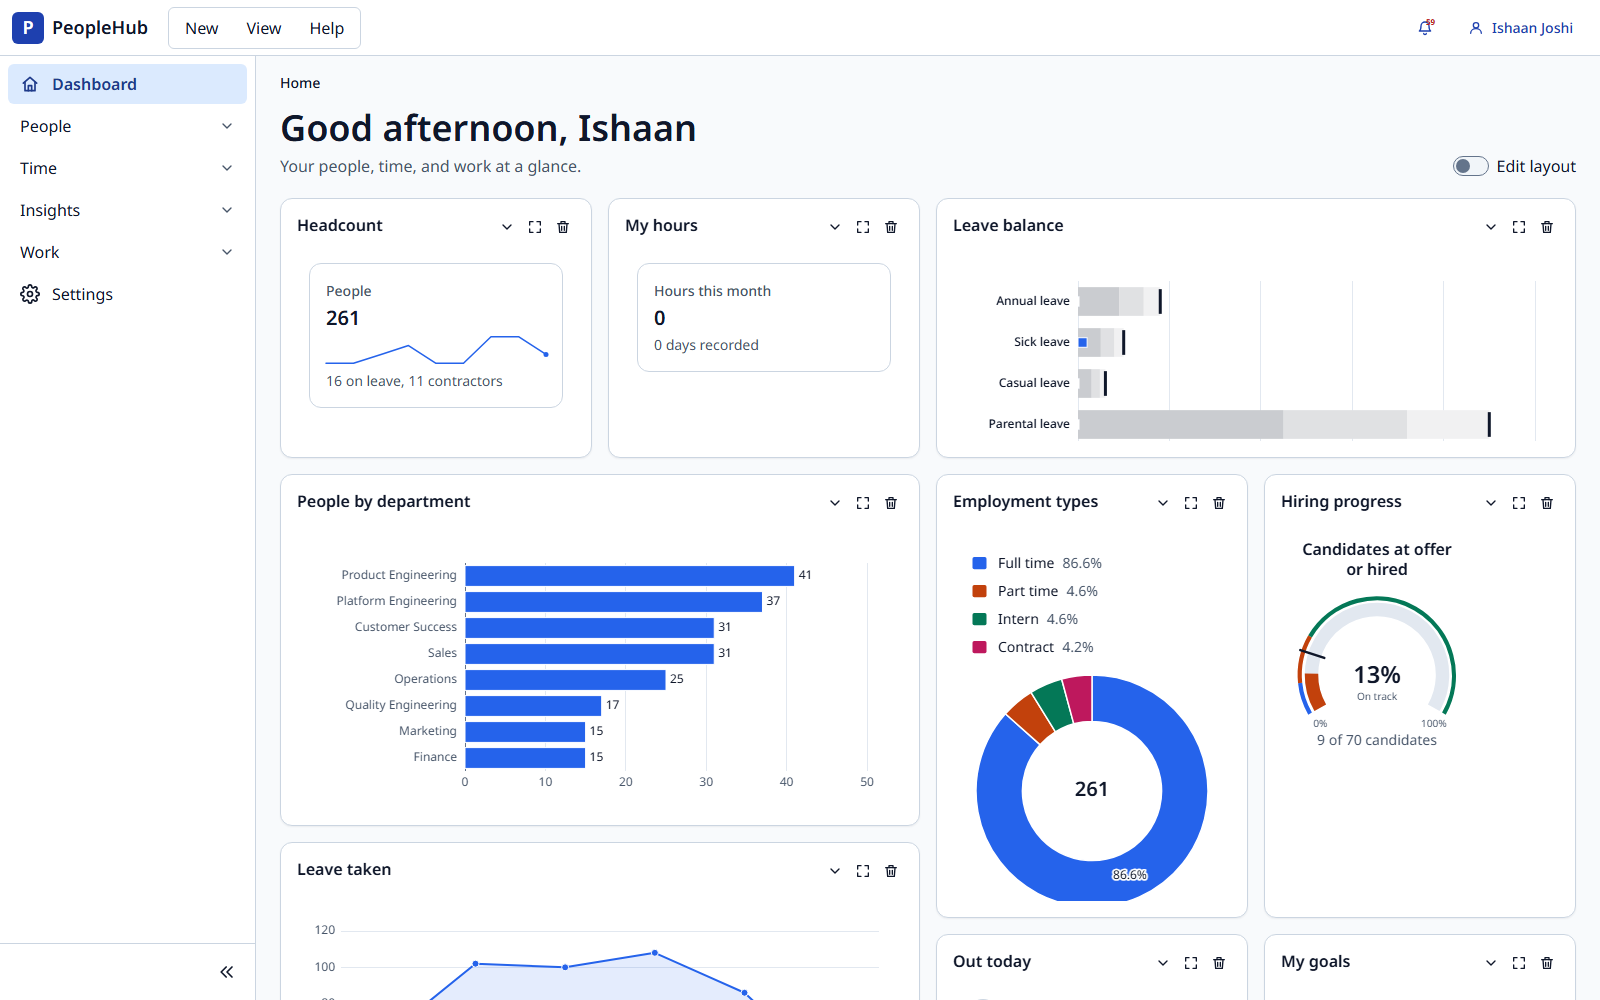 P PeopleHub New View Help 59 Ishaan Joshi
Dashboard
People
Time
Insights
Work
Settings
Home
Good afternoon, Ishaan
Your people, time, and work at a glance.
Edit layout
Headcount
People
261
16 on leave, 11 contractors
My hours
Hours this month
0
0 days recorded
Leave balance
Annual leave
Sick leave
Casual leave
Parental leave
People by department
Product Engineering 41
Platform Engineering 37
Customer Success 31
Sales 31
Operations 25
Quality Engineering 17
Marketing 15
Finance 15
0 10 20 30 40 50
Employment types
Full time 86.6%
Part time 4.6%
Intern 4.6%
Contract 4.2%
261
86.6%
Hiring progress
Candidates at offer
or hired
13%
On track
0% 100%
9 of 70 candidates
Leave taken
120
100
Out today
My goals